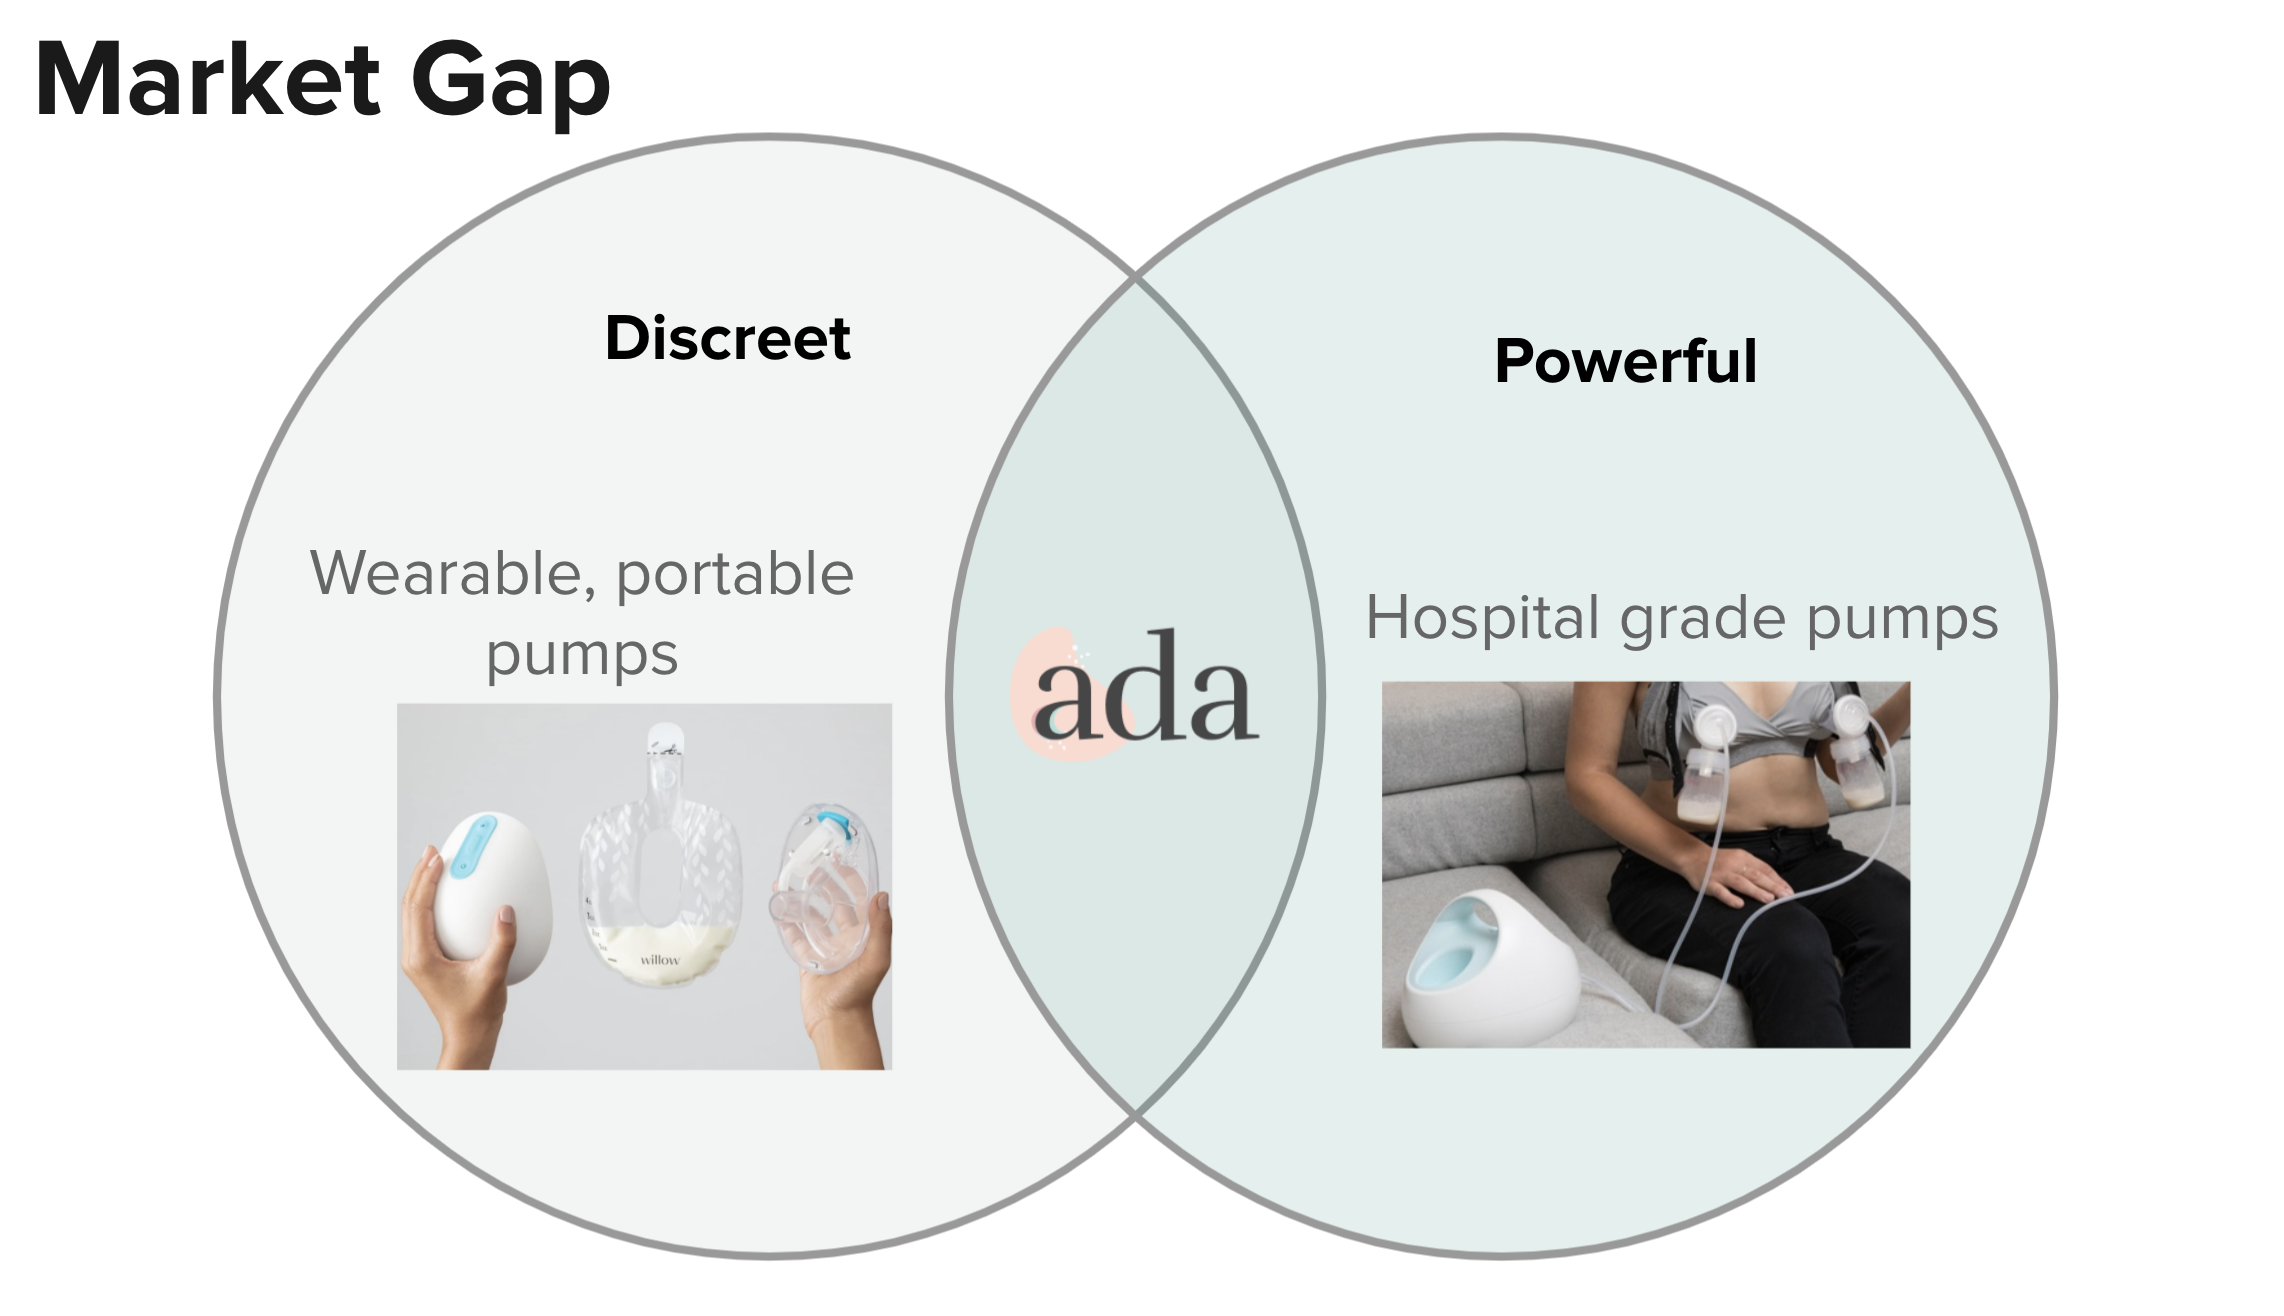 Market Gap
Discreet
Powerful
Wearable, portable
pumps
Hospital grade pumps
ada
willow